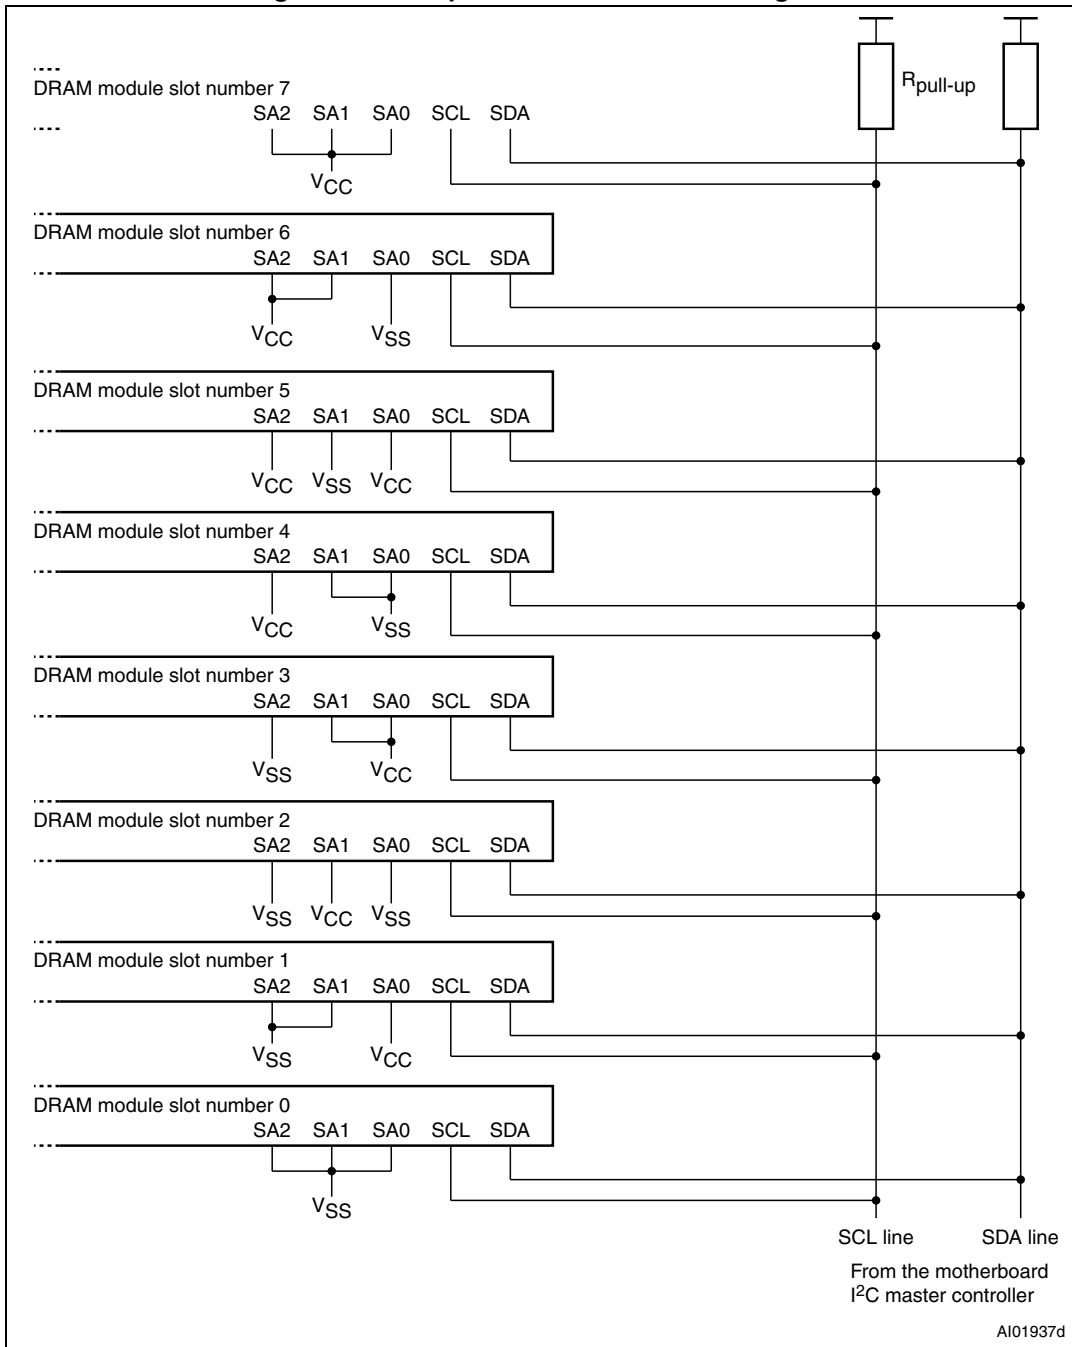 DRAM module slot number 7
SA2 SA1 SA0 SCL SDA
VCC
Rpull-up
DRAM module slot number 6
SA2 SA1 SA0 SCL SDA
VCC VSS
DRAM module slot number 5
SA2 SA1 SA0 SCL SDA
VCC VSS VCC
DRAM module slot number 4
SA2 SA1 SA0 SCL SDA
VCC VSS
DRAM module slot number 3
SA2 SA1 SA0 SCL SDA
VSS VCC
DRAM module slot number 2
SA2 SA1 SA0 SCL SDA
VSS VCC VSS
DRAM module slot number 1
SA2 SA1 SA0 SCL SDA
VSS VCC
DRAM module slot number 0
SA2 SA1 SA0 SCL SDA
VSS
SCL line SDA line
From the motherboard
I2C master controller
AI01937d